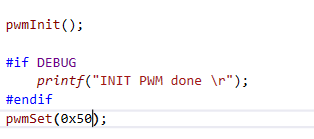 pwmInit();
#if DEBUG
printf("INIT PWM done \r");
#endif
pwmSet(0x50);